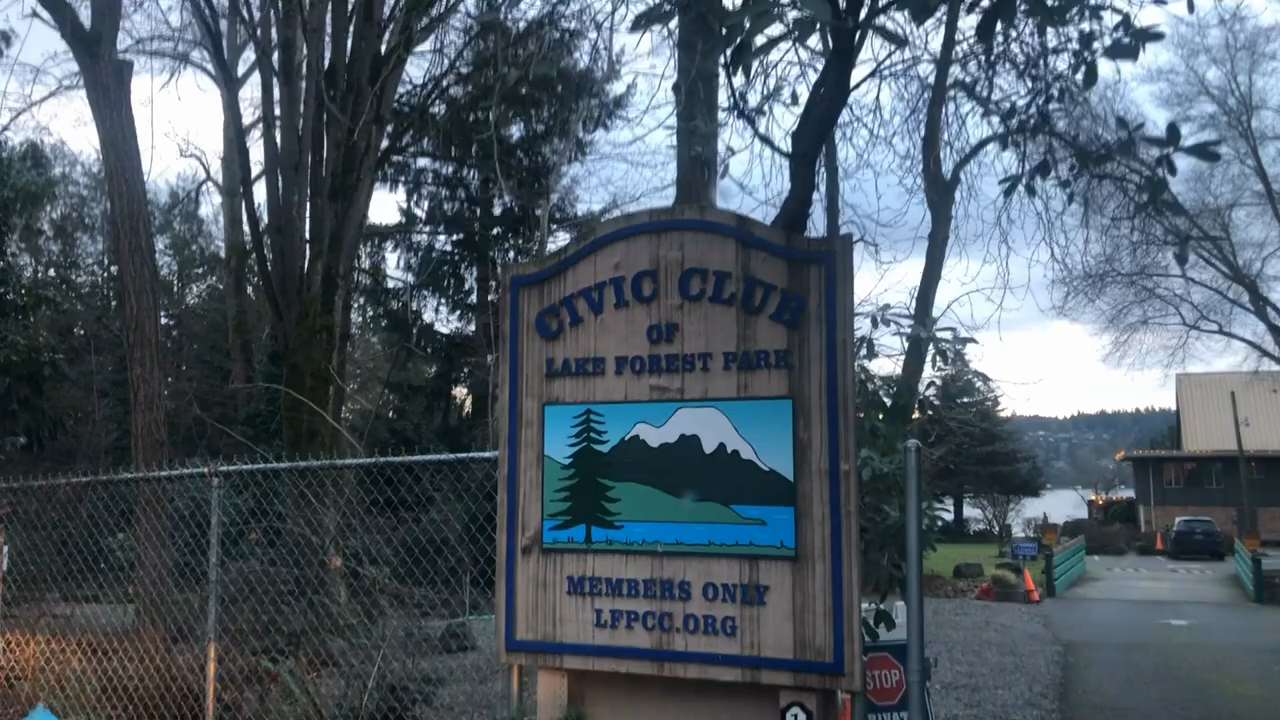 CIVIC CLUB
OF
LAKE FOREST PARK
MEMBERS ONLY
LFPCC.ORG
STOP